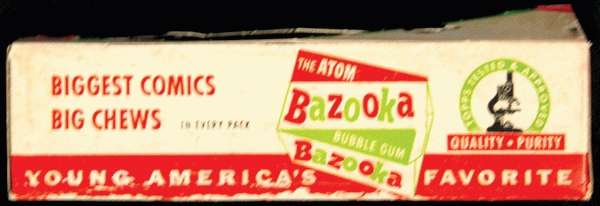 BIGGEST COMICS
BIG CHEWS IN EVERY PACK
THE ATOM
Bazooka
BUBBLE GUM
Bazooka
TOPPS TESTED & APPROVED
QUALITY • PURITY
YOUNG AMERICA'S FAVORITE